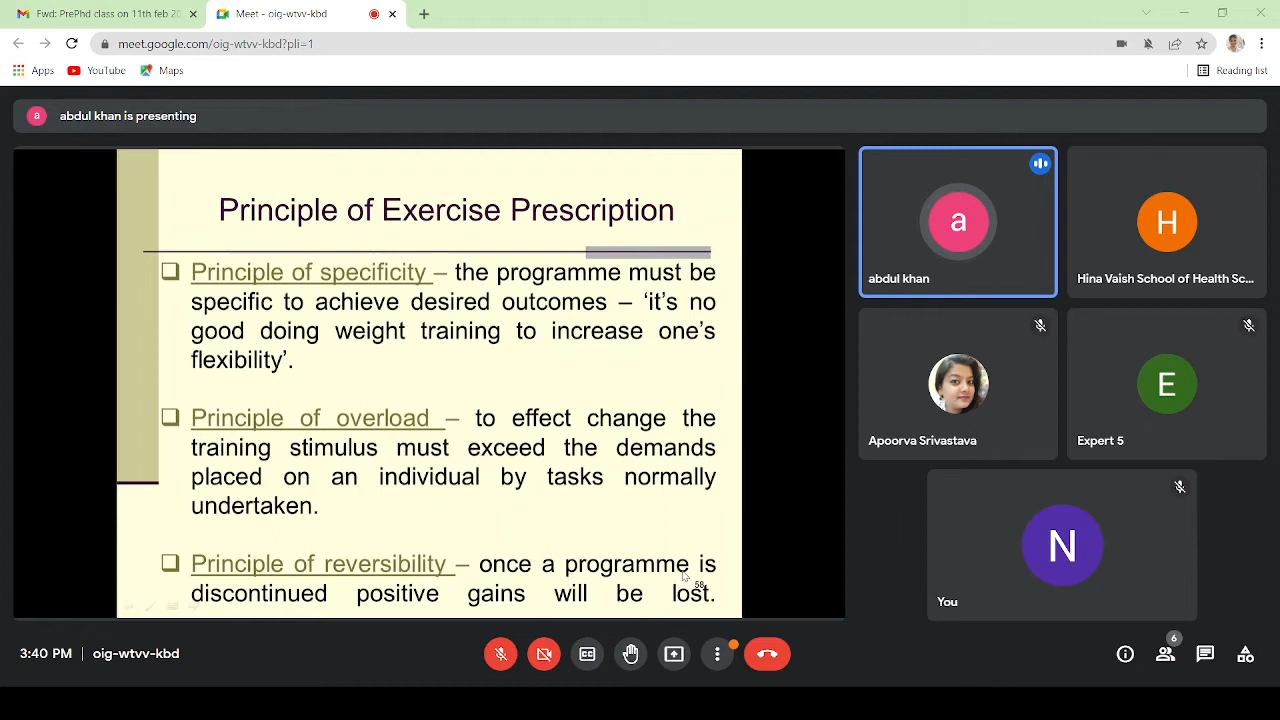 Fwd: PrePhd class on 11th feb 20
Meet - oig-wtvv-kbd
meet.google.com/oig-wtvv-kbd?pli=1
Apps
YouTube
Maps
Reading list
a
abdul khan is presenting
Principle of Exercise Prescription
Principle of specificity – the programme must be
specific to achieve desired outcomes – ‘it’s no
good doing weight training to increase one’s
flexibility’.
Principle of overload – to effect change the
training stimulus must exceed the demands
placed on an individual by tasks normally
undertaken.
Principle of reversibility – once a programme is
discontinued positive gains will be lost.
58
a
abdul khan
H
Hina Vaish School of Health Sc...
Apoorva Srivastava
E
Expert 5
N
You
3:40 PM | oig-wtvv-kbd
CC
6